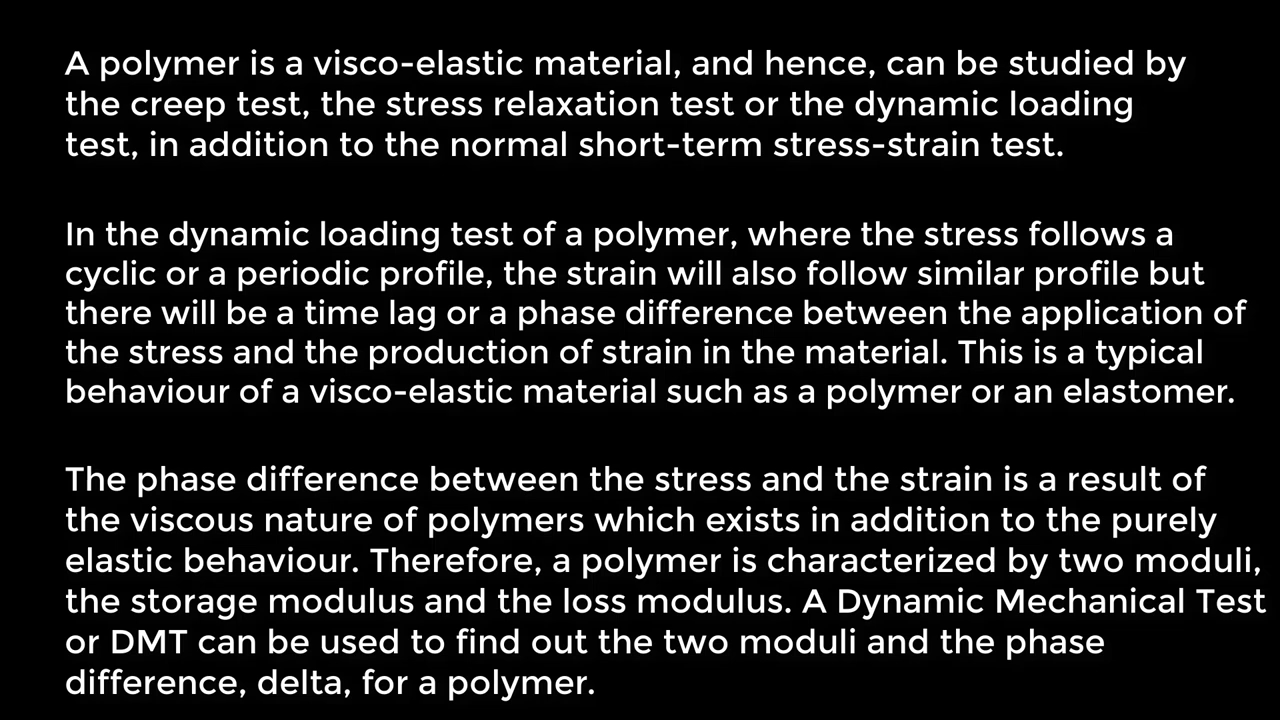 A polymer is a visco-elastic material, and hence, can be studied by
the creep test, the stress relaxation test or the dynamic loading
test, in addition to the normal short-term stress-strain test.
In the dynamic loading test of a polymer, where the stress follows a
cyclic or a periodic profile, the strain will also follow similar profile but
there will be a time lag or a phase difference between the application of
the stress and the production of strain in the material. This is a typical
behaviour of a visco-elastic material such as a polymer or an elastomer.
The phase difference between the stress and the strain is a result of
the viscous nature of polymers which exists in addition to the purely
elastic behaviour. Therefore, a polymer is characterized by two moduli,
the storage modulus and the loss modulus. A Dynamic Mechanical Test
or DMT can be used to find out the two moduli and the phase
difference, delta, for a polymer.